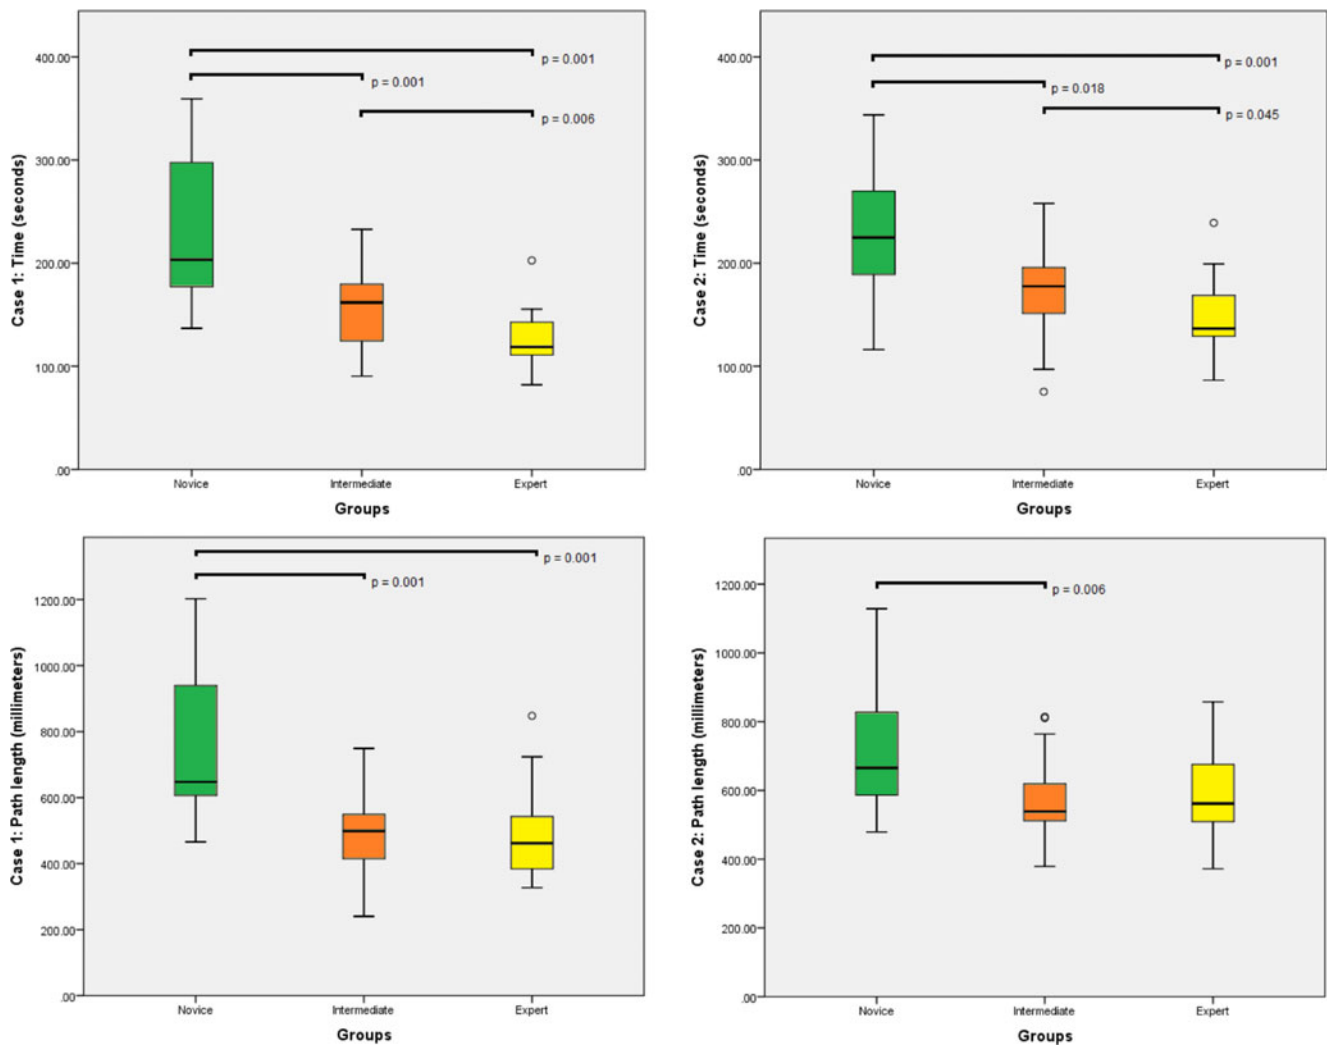 Case 1: Time (seconds)
400.00
300.00
200.00
100.00
.00
p = 0.001
p = 0.001
p = 0.006
Novice Intermediate Expert
Groups
Case 2: Time (seconds)
400.00
300.00
200.00
100.00
.00
p = 0.001
p = 0.018
p = 0.045
Novice Intermediate Expert
Groups
Case 1: Path length (millimeters)
1200.00
1000.00
800.00
600.00
400.00
200.00
.00
p = 0.001
p = 0.001
Novice Intermediate Expert
Groups
Case 2: Path length (millimeters)
1200.00
1000.00
800.00
600.00
400.00
200.00
.00
p = 0.006
Novice Intermediate Expert
Groups